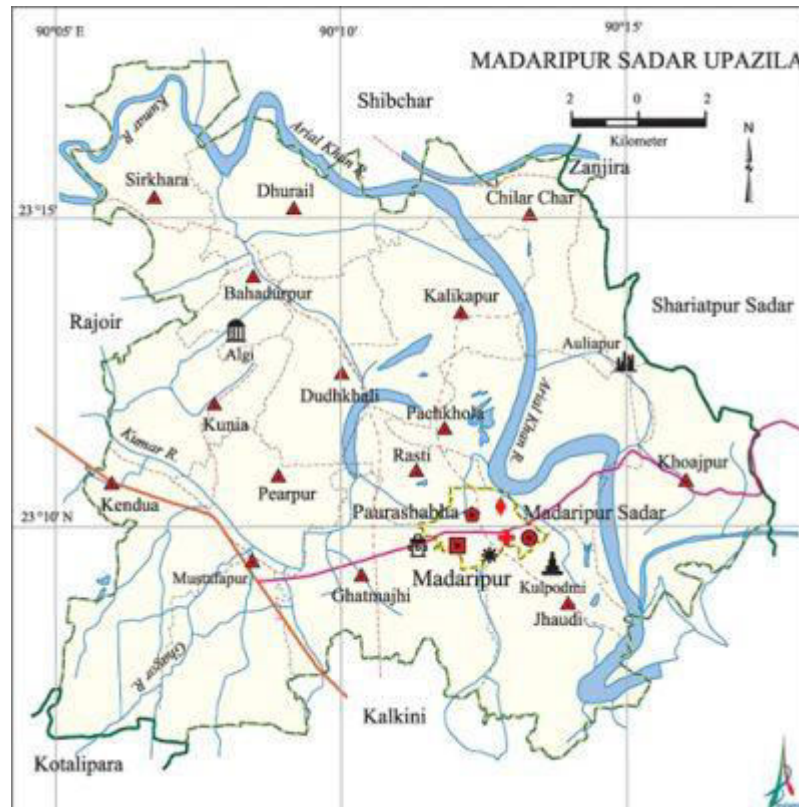 90°05' E
90°10'
90°15'
MADARIPUR SADAR UPAZILA
Shibchar
2 0 2
Kilometer
N
Kumar R.
Arial Khan R.
Zanjira
Sirkhara
Dhurail
Chilar Char
23°15'
Bahadurpur
Kalikapur
Shariatpur Sadar
Rajoir
Algi
Auliapur
Dudhkhali
Arial Khan R.
Kunia
Pachkhola
Kumar R.
Rasti
Khoajpur
Kendua
Pearpur
Paurashabha
Madaripur Sadar
23°10' N
Mustafapur
Ghatmajhi
Madaripur
Kulpodmi
Jhaudi
Ghagor R.
Kalkini
Kotalipara